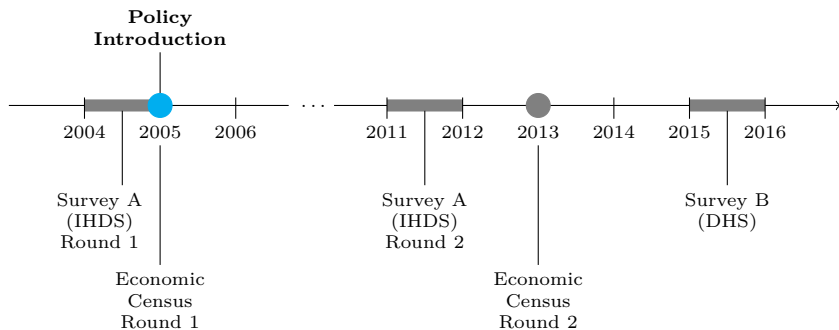 Policy
Introduction
...
2004 2005 2006 2011 2012 2013 2014 2015 2016
Survey A
(IHDS)
Round 1
Survey A
(IHDS)
Round 2
Survey B
(DHS)
Economic
Census
Round 1
Economic
Census
Round 2